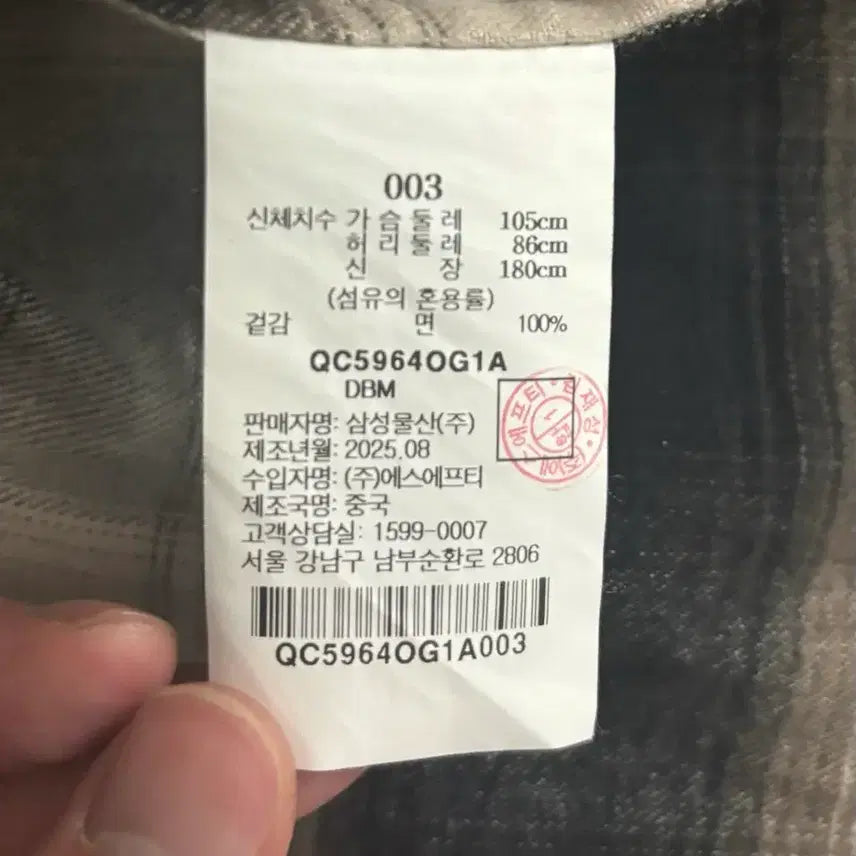 003
신체치수 가 슴 둘 레 105cm
허 리 둘 레 86cm
신 장 180cm
(섬유의 혼용률)
겉감 면 100%
QC5964OG1A
DBM
판매자명: 삼성물산(주)
제조년월: 2025.08
수입자명: (주)에스에프티
제조국명: 중국
고객상담실: 1599-0007
서울 강남구 남부순환로 2806
QC5964OG1A003